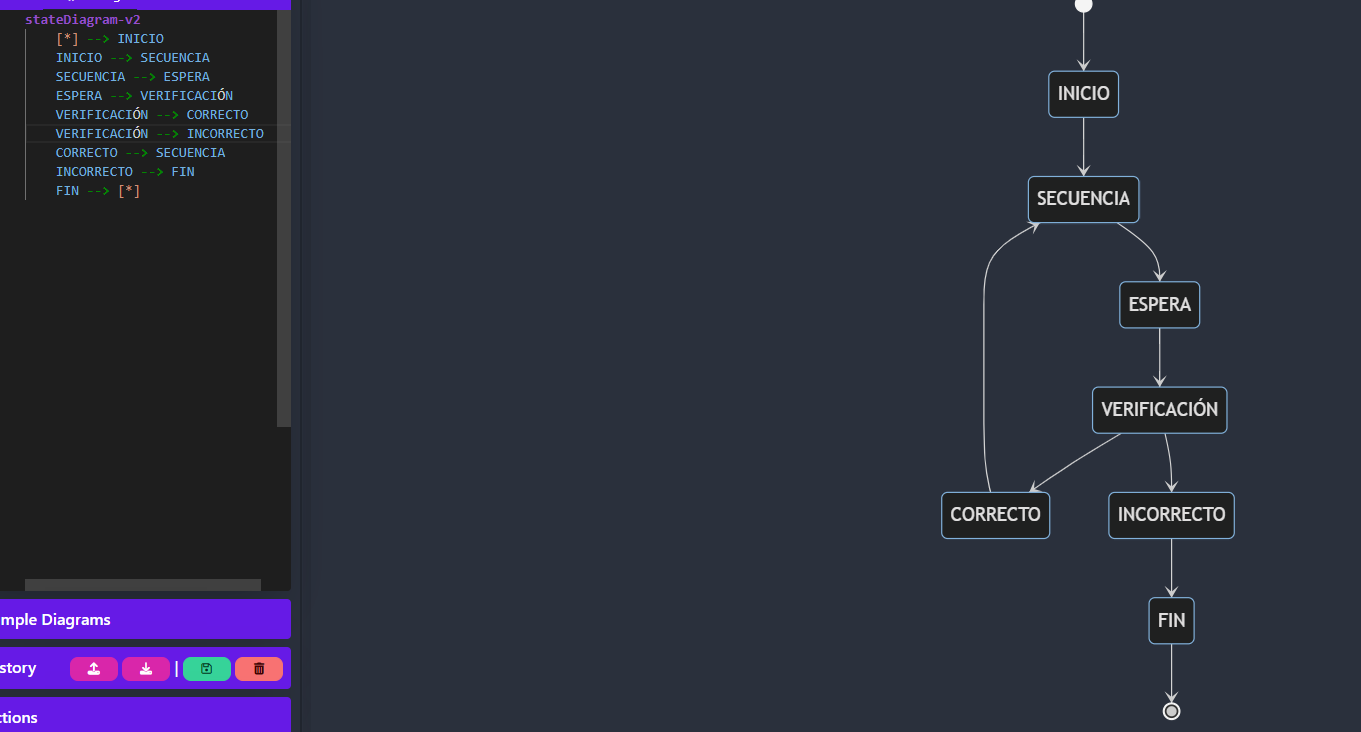 stateDiagram-v2
[*] --> INICIO
INICIO --> SECUENCIA
SECUENCIA --> ESPERA
ESPERA --> VERIFICACIÓN
VERIFICACIÓN --> CORRECTO
VERIFICACIÓN --> INCORRECTO
CORRECTO --> SECUENCIA
INCORRECTO --> FIN
FIN --> [*]
mple Diagrams
story
|
ctions
INICIO
SECUENCIA
ESPERA
VERIFICACIÓN
CORRECTO
INCORRECTO
FIN